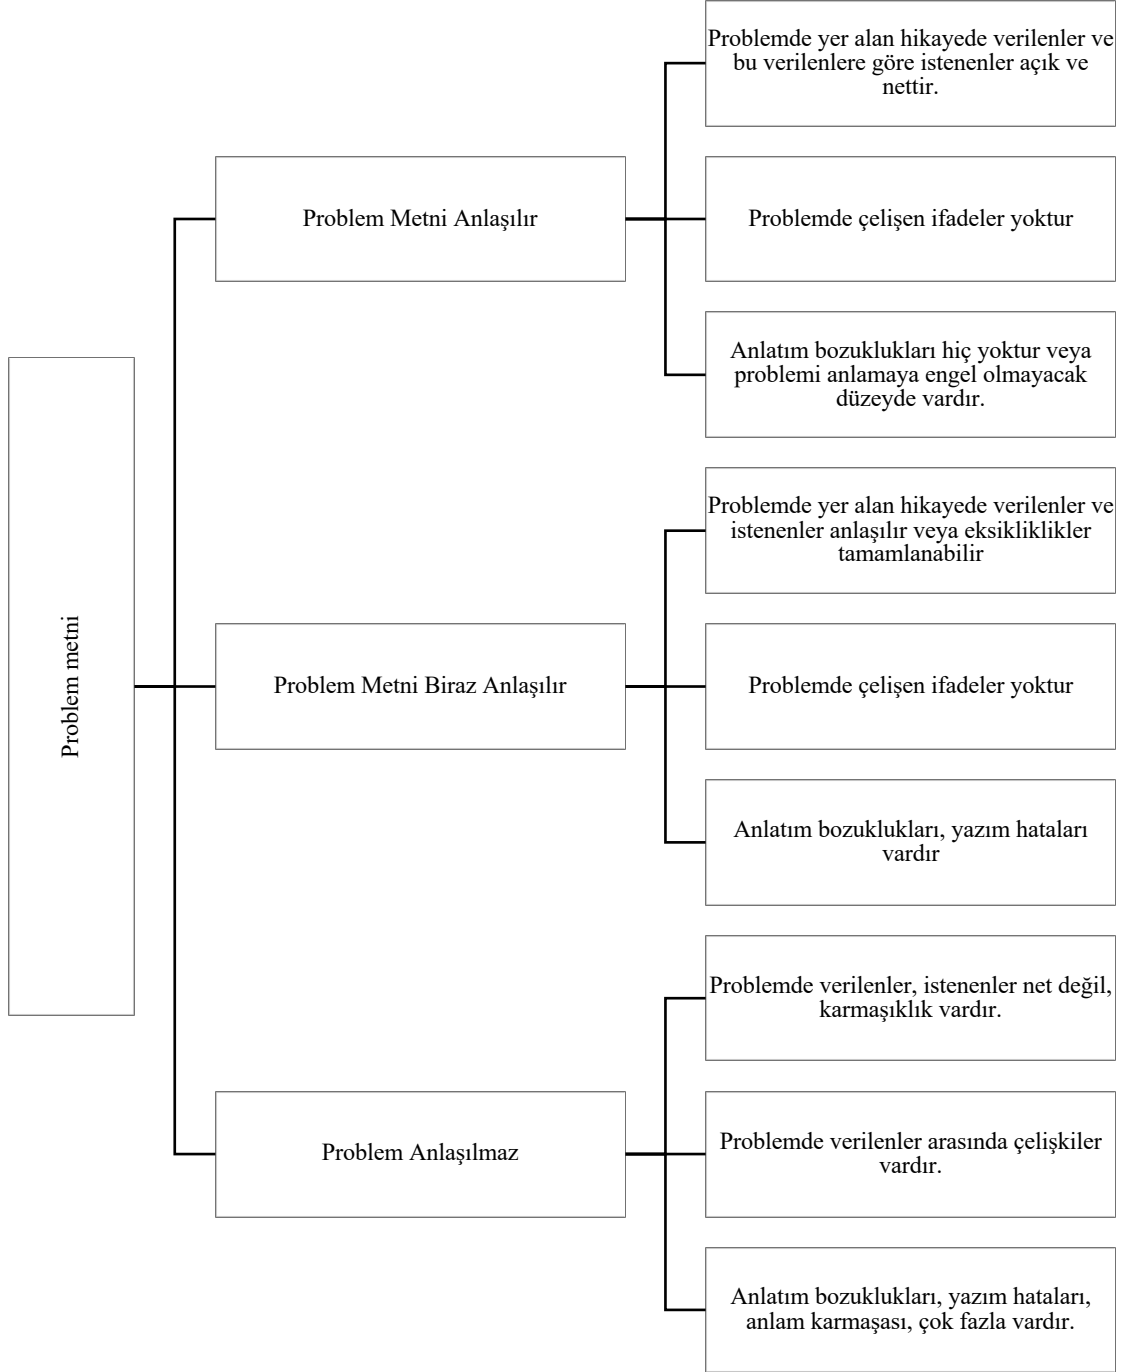 Problem metni
Problem Metni Anlaşılır
Problemde yer alan hikayede verilenler ve
bu verilenlere göre istenenler açık ve
nettir.
Problemde çelişen ifadeler yoktur
Anlatım bozuklukları hiç yoktur veya
problemi anlamaya engel olmayacak
düzeyde vardır.
Problem Metni Biraz Anlaşılır
Problemde yer alan hikayede verilenler ve
istenenler anlaşılır veya eksikliklikler
tamamlanabilir
Problemde çelişen ifadeler yoktur
Anlatım bozuklukları, yazım hataları
vardır
Problem Anlaşılmaz
Problemde verilenler, istenenler net değil,
karmaşıklık vardır.
Problemde verilenler arasında çelişkiler
vardır.
Anlatım bozuklukları, yazım hataları,
anlam karmaşası, çok fazla vardır.